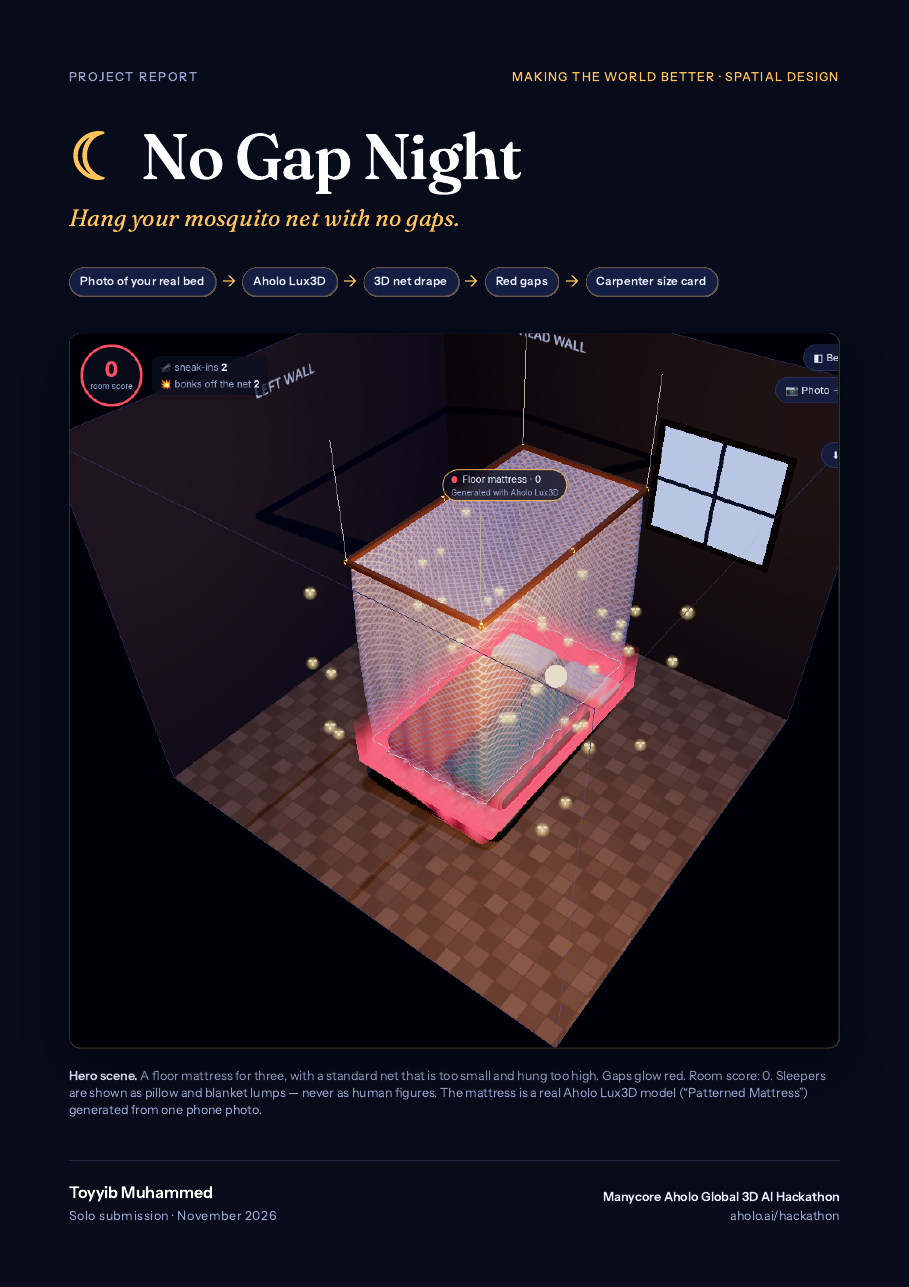 PROJECT REPORT
MAKING THE WORLD BETTER · SPATIAL DESIGN
No Gap Night
Hang your mosquito net with no gaps.
Photo of your real bed → Aholo Lux3D → 3D net drape → Red gaps → Carpenter size card
0
room score
sneak-ins 2
bonks off the net 2
LEFT WALL
HEAD WALL
Be
Photo
Floor mattress · 0
Generated with Aholo Lux3D
Hero scene. A floor mattress for three, with a standard net that is too small and hung too high. Gaps glow red. Room score: 0. Sleepers
are shown as pillow and blanket lumps — never as human figures. The mattress is a real Aholo Lux3D model (“Patterned Mattress”)
generated from one phone photo.
Toyyib Muhammed
Solo submission · November 2026
Manycore Aholo Global 3D AI Hackathon
aholo.ai/hackathon